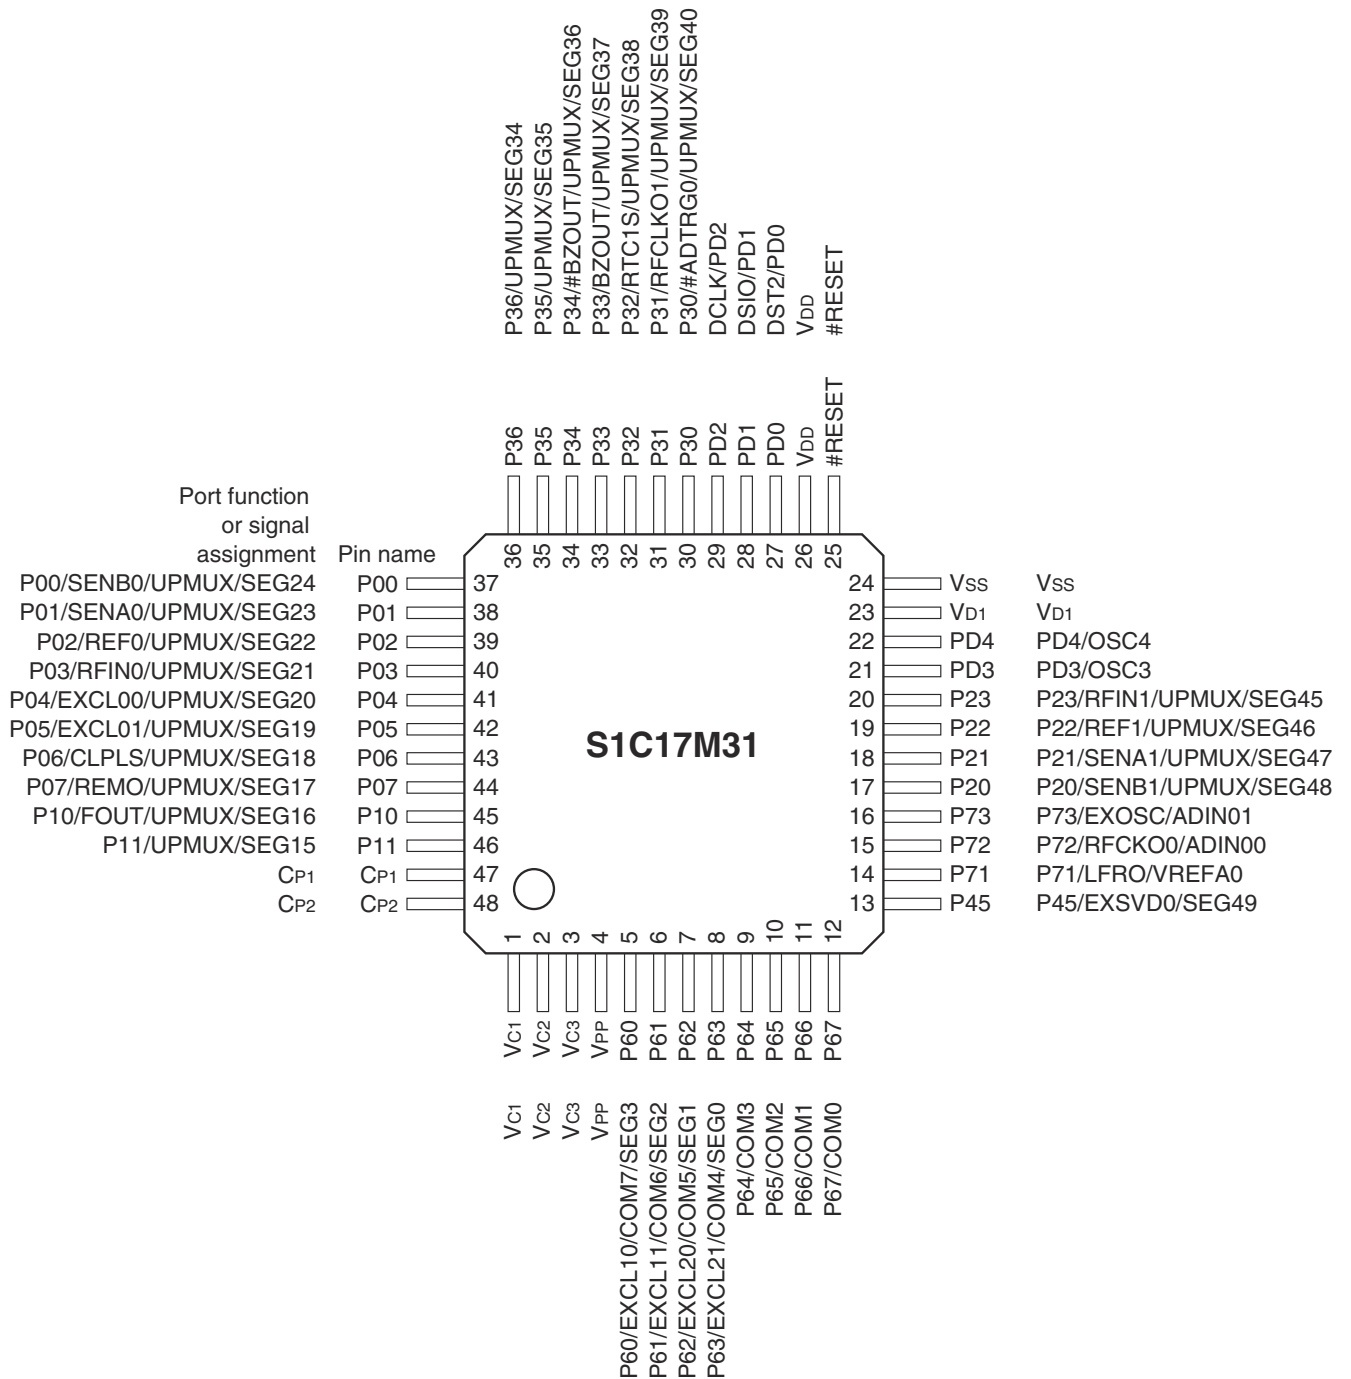 P36/UPMUX/SEG34
P35/UPMUX/SEG35
P34/#BZOUT/UPMUX/SEG36
P33/BZOUT/UPMUX/SEG37
P32/RTC1S/UPMUX/SEG38
P31/RFCLKO1/UPMUX/SEG39
P30/#ADTRG0/UPMUX/SEG40
DCLK/PD2
DSIO/PD1
DST2/PD0
VDD
#RESET
P36
P35
P34
P33
P32
P31
P30
PD2
PD1
PD0
VDD
#RESET
36
35
34
33
32
31
30
29
28
27
26
25
Port function
or signal
assignment
Pin name
P00/SENB0/UPMUX/SEG24 P00 37
P01/SENA0/UPMUX/SEG23 P01 38
P02/REF0/UPMUX/SEG22 P02 39
P03/RFIN0/UPMUX/SEG21 P03 40
P04/EXCL00/UPMUX/SEG20 P04 41
P05/EXCL01/UPMUX/SEG19 P05 42
P06/CLPLS/UPMUX/SEG18 P06 43
P07/REMO/UPMUX/SEG17 P07 44
P10/FOUT/UPMUX/SEG16 P10 45
P11/UPMUX/SEG15 P11 46
CP1 CP1 47
CP2 CP2 48
S1C17M31
24 VSS VSS
23 VD1 VD1
22 PD4 PD4/OSC4
21 PD3 PD3/OSC3
20 P23 P23/RFIN1/UPMUX/SEG45
19 P22 P22/REF1/UPMUX/SEG46
18 P21 P21/SENA1/UPMUX/SEG47
17 P20 P20/SENB1/UPMUX/SEG48
16 P73 P73/EXOSC/ADIN01
15 P72 P72/RFCKO0/ADIN00
14 P71 P71/LFRO/VREFA0
13 P45 P45/EXSVD0/SEG49
1
2
3
4
5
6
7
8
9
10
11
12
VC1
VC2
VC3
VPP
P60
P61
P62
P63
P64
P65
P66
P67
VC1
VC2
VC3
VPP
P60/EXCL10/COM7/SEG3
P61/EXCL11/COM6/SEG2
P62/EXCL20/COM5/SEG1
P63/EXCL21/COM4/SEG0
P64/COM3
P65/COM2
P66/COM1
P67/COM0